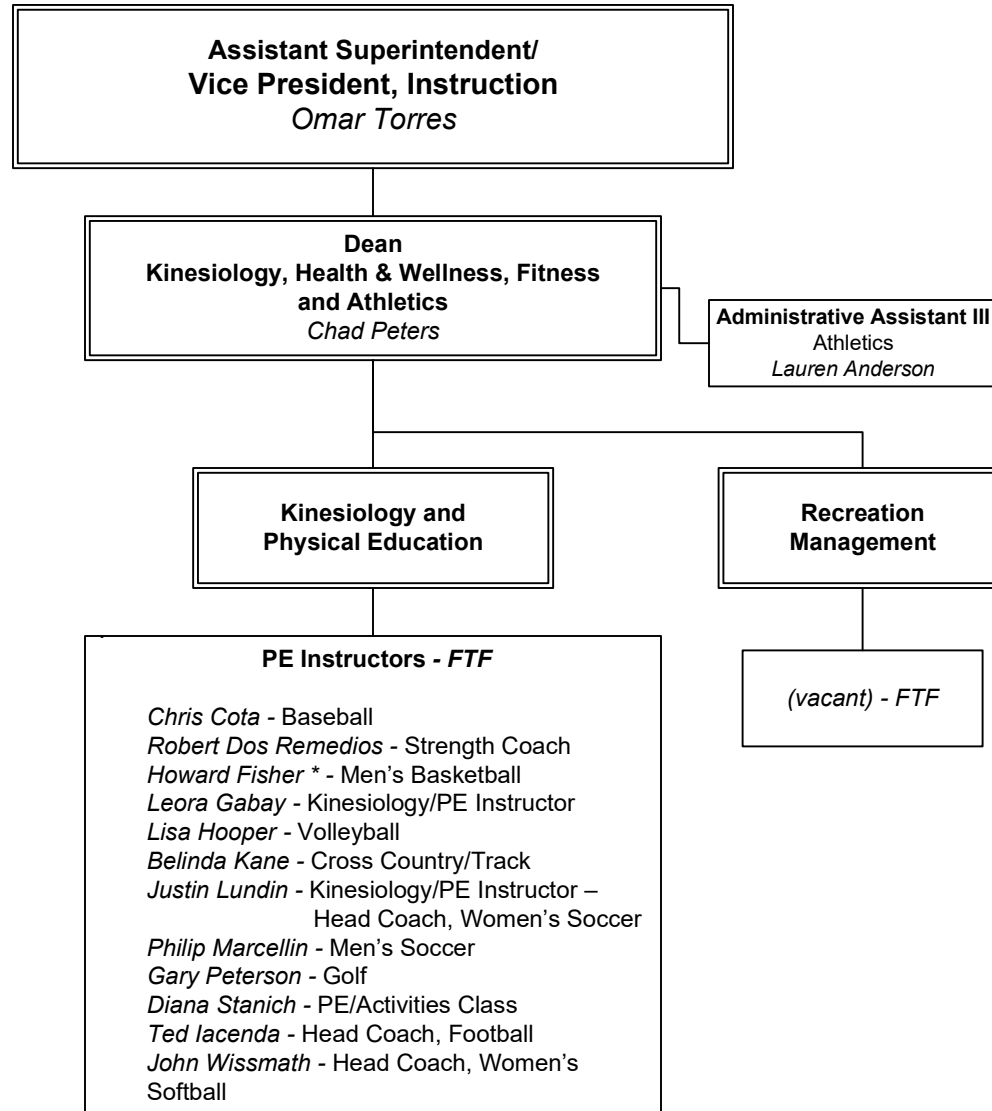 Assistant Superintendent/
Vice President, Instruction
Omar Torres
Dean
Kinesiology, Health & Wellness, Fitness
and Athletics
Chad Peters
Administrative Assistant III
Athletics
Lauren Anderson
Kinesiology and
Physical Education
Recreation
Management
PE Instructors - FTF
Chris Cota - Baseball
Robert Dos Remedios - Strength Coach
Howard Fisher * - Men’s Basketball
Leora Gabay - Kinesiology/PE Instructor
Lisa Hooper - Volleyball
Belinda Kane - Cross Country/Track
Justin Lundin - Kinesiology/PE Instructor –
Head Coach, Women’s Soccer
Philip Marcellin - Men’s Soccer
Gary Peterson - Golf
Diana Stanich - PE/Activities Class
Ted Iacenda - Head Coach, Football
John Wissmath - Head Coach, Women’s
Softball
(vacant) - FTF